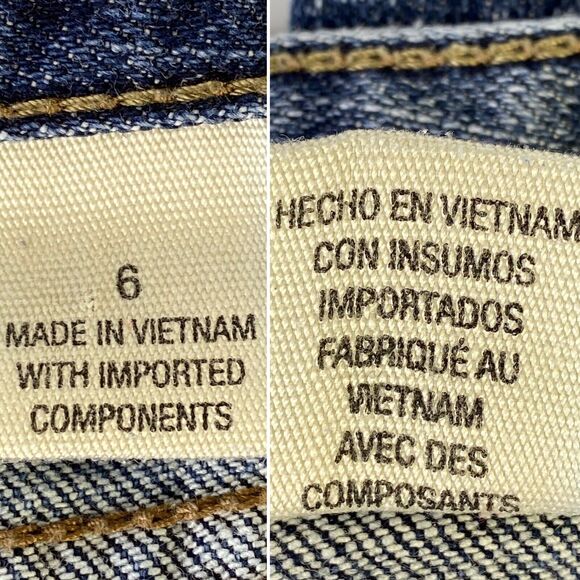 6
MADE IN VIETNAM
WITH IMPORTED
COMPONENTS
HECHO EN VIETNAM
CON INSUMOS
IMPORTADOS
FABRIQUÉ AU
VIETNAM
AVEC DES
COMPOSANTS